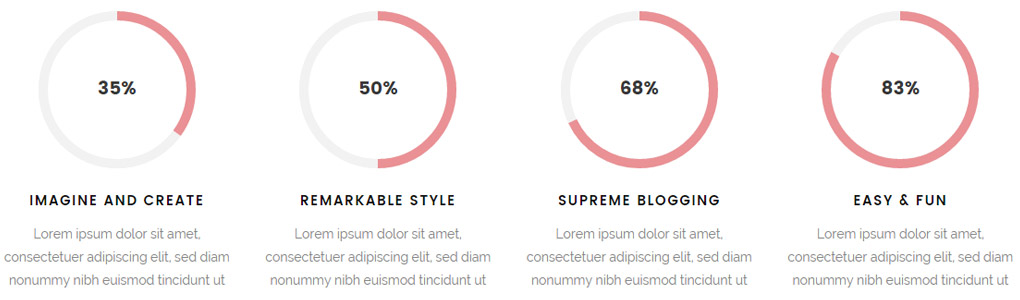 35%
50%
68%
83%
IMAGINE AND CREATE
REMARKABLE STYLE
SUPREME BLOGGING
EASY & FUN
Lorem ipsum dolor sit amet,
consectetuer adipiscing elit, sed diam
nonummy nibh euismod tincidunt ut
Lorem ipsum dolor sit amet,
consectetuer adipiscing elit, sed diam
nonummy nibh euismod tincidunt ut
Lorem ipsum dolor sit amet,
consectetuer adipiscing elit, sed diam
nonummy nibh euismod tincidunt ut
Lorem ipsum dolor sit amet,
consectetuer adipiscing elit, sed diam
nonummy nibh euismod tincidunt ut